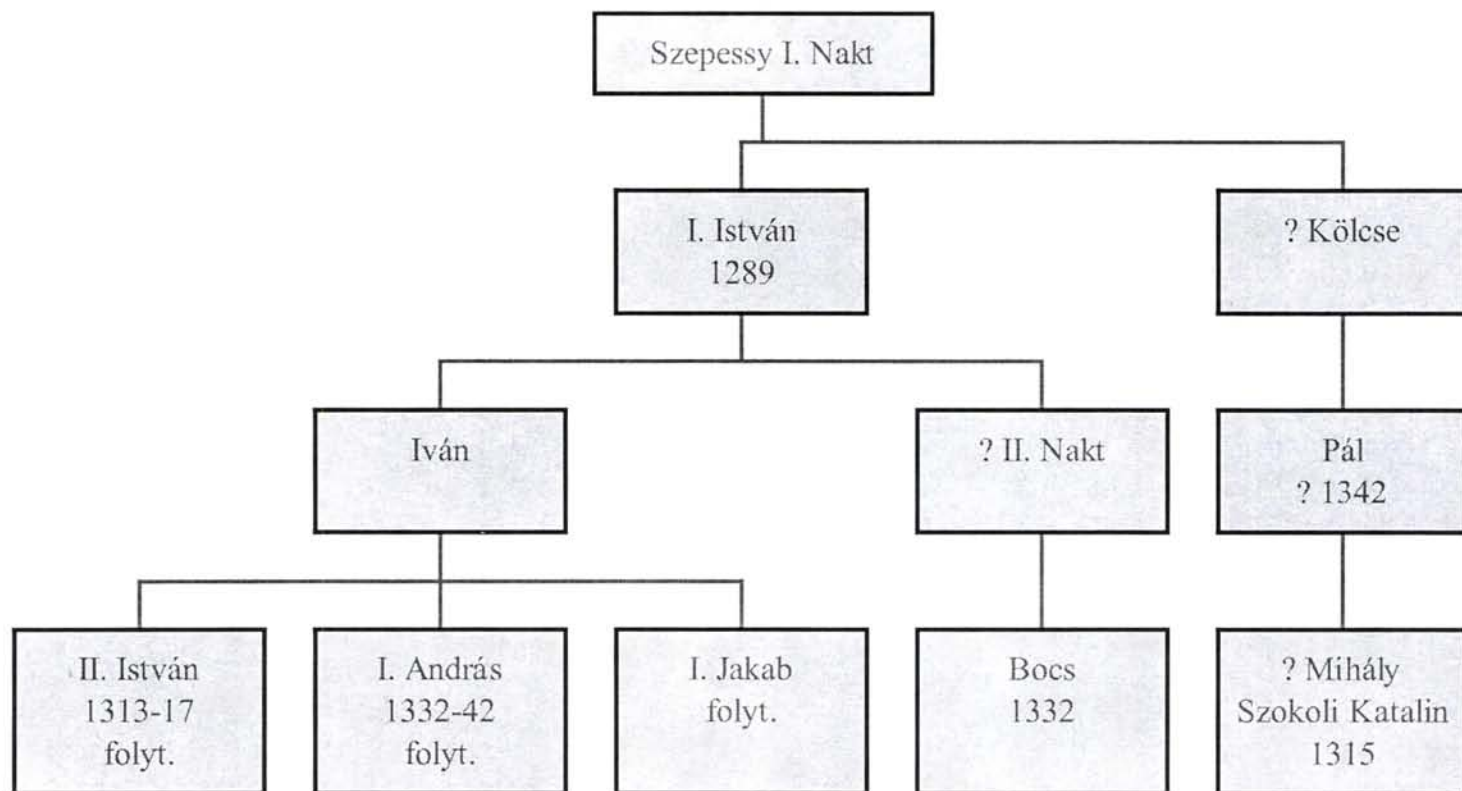 Szepessy I. Nakt
I. István
1289
? Kölcse
Iván
? II. Nakt
Pál
? 1342
II. István
1313-17
folyt.
I. András
1332-42
folyt.
I. Jakab
folyt.
Bocs
1332
? Mihály
Szokoli Katalin
1315